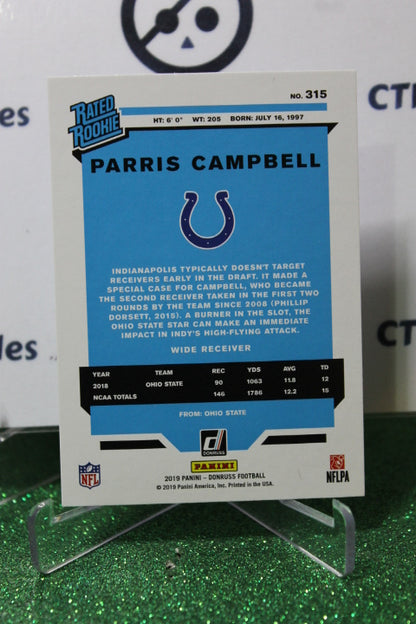 CT
les
CTE
NO. 315
RATED
ROOKIE
HT: 6' 0" WT: 205 BORN: JULY 16, 1997
PARRIS CAMPBELL
INDIANAPOLIS TYPICALLY DOESN'T TARGET
RECEIVERS EARLY IN THE DRAFT. IT MADE A
SPECIAL CASE FOR CAMPBELL, WHO BECAME
THE SECOND RECEIVER TAKEN IN THE FIRST TWO
ROUNDS BY THE TEAM SINCE 2008 (PHILLIP
DORSETT, 2015). A BURNER IN THE SLOT, THE
OHIO STATE STAR CAN MAKE AN IMMEDIATE
IMPACT IN INDY'S HIGH-FLYING ATTACK.
WIDE RECEIVER
YEAR TEAM REC YDS AVG TD
2018 OHIO STATE 90 1063 11.8 12
NCAA TOTALS 146 1786 12.2 15
FROM: OHIO STATE
DONRUSS
PANINI
NFL
NFLPA
2019 PANINI – DONRUSS FOOTBALL
© 2019 Panini America, Inc. Printed in the USA.
bles